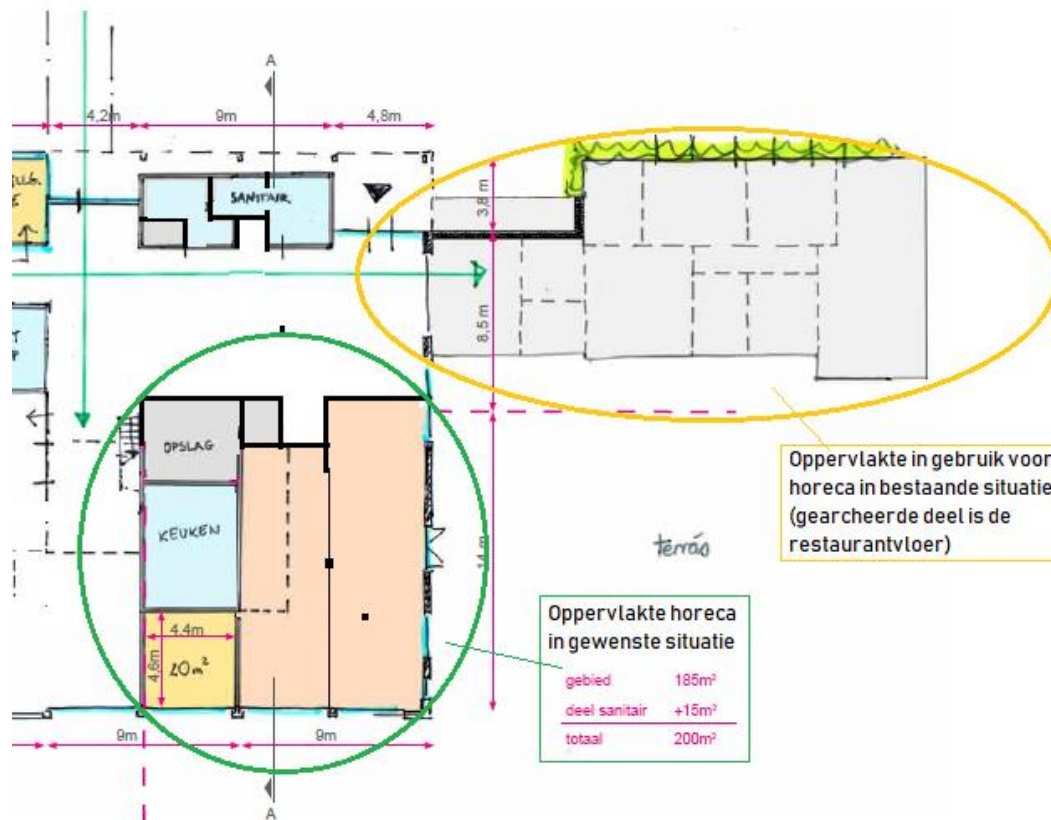 A
4,2m
9m
4,8m
SANITAIR
3,8 m
8,5 m
OPSLAG
KEUKEN
4.4m
4,6m
20m²
14 m
terras
9m
9m
A
Oppervlakte in gebruik voor
horeca in bestaande situatie
(gearcheerde deel is de
restaurantvloer)
Oppervlakte horeca
in gewenste situatie
gebied 185m²
deel sanitair +15m²
totaal 200m²